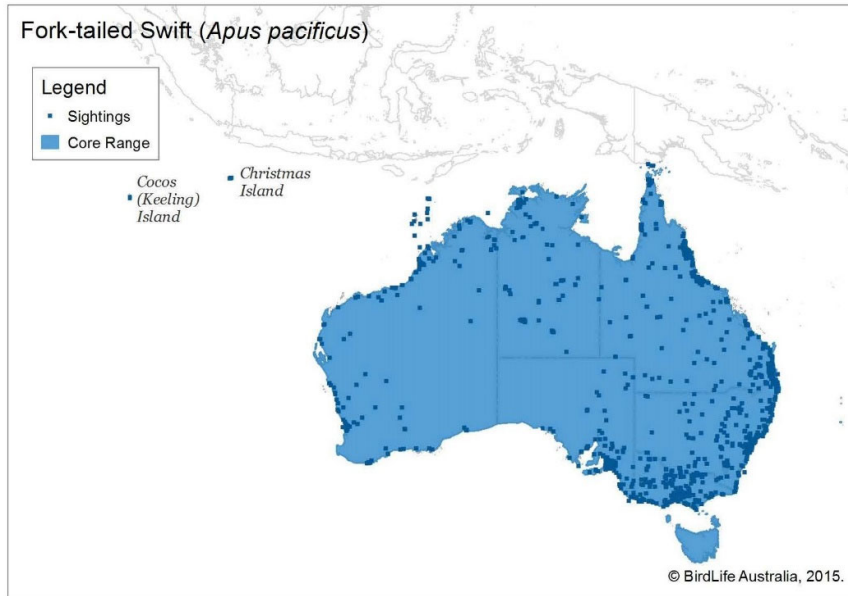 Fork-tailed Swift (Apus pacificus)
Legend
Sightings
Core Range
Cocos
(Keeling)
Island
Christmas
Island
© BirdLife Australia, 2015.